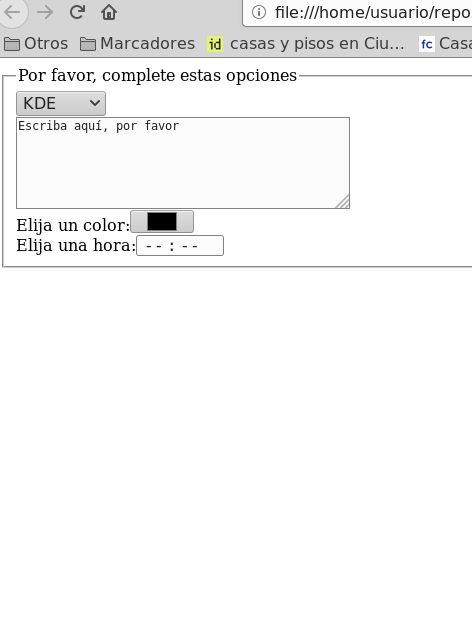 file:///home/usuario/repo
Otros Marcadores id casas y pisos en Ciu... fc Casa
Por favor, complete estas opciones
KDE
Escriba aquí, por favor
Elija un color:
Elija una hora: --:--